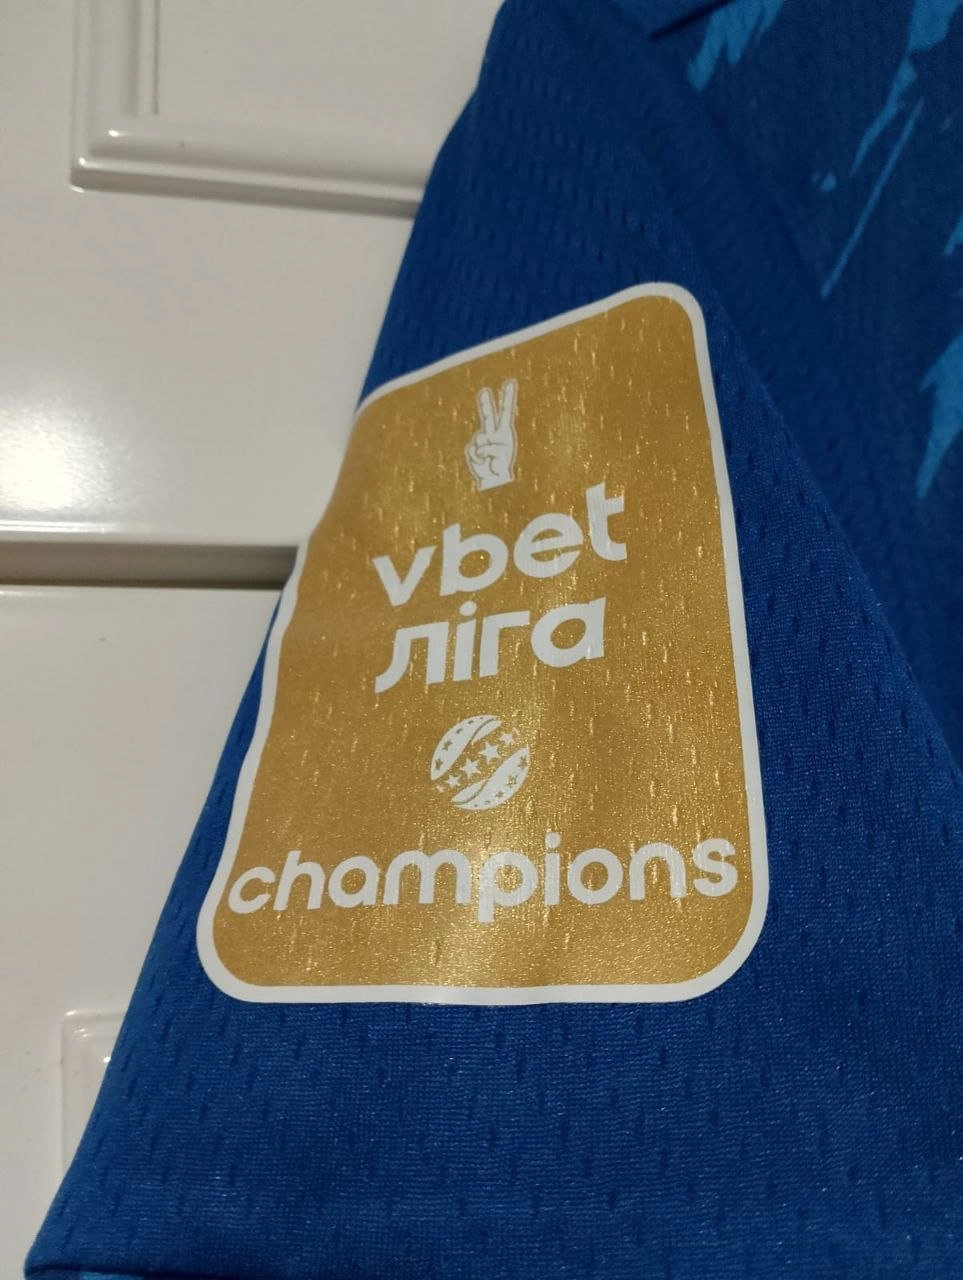 vbet
ліга
champions